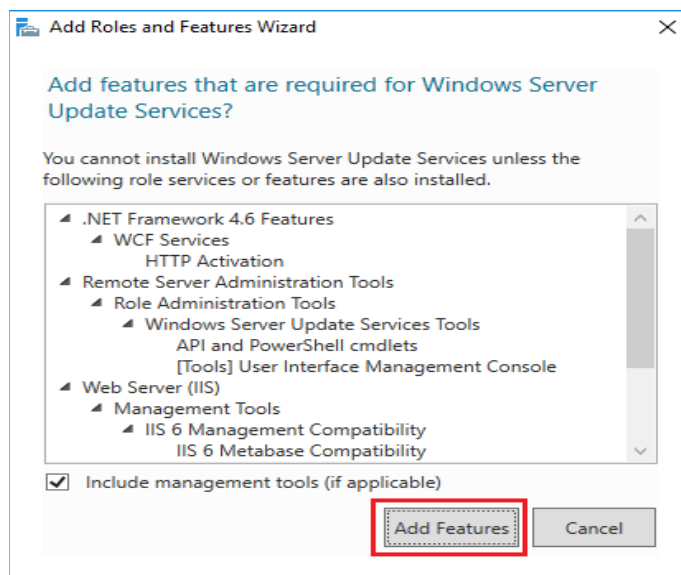 Add Roles and Features Wizard
Add features that are required for Windows Server
Update Services?
You cannot install Windows Server Update Services unless the
following role services or features are also installed.
.NET Framework 4.6 Features
WCF Services
HTTP Activation
Remote Server Administration Tools
Role Administration Tools
Windows Server Update Services Tools
API and PowerShell cmdlets
[Tools] User Interface Management Console
Web Server (IIS)
Management Tools
IIS 6 Management Compatibility
IIS 6 Metabase Compatibility
Include management tools (if applicable)
Add Features Cancel